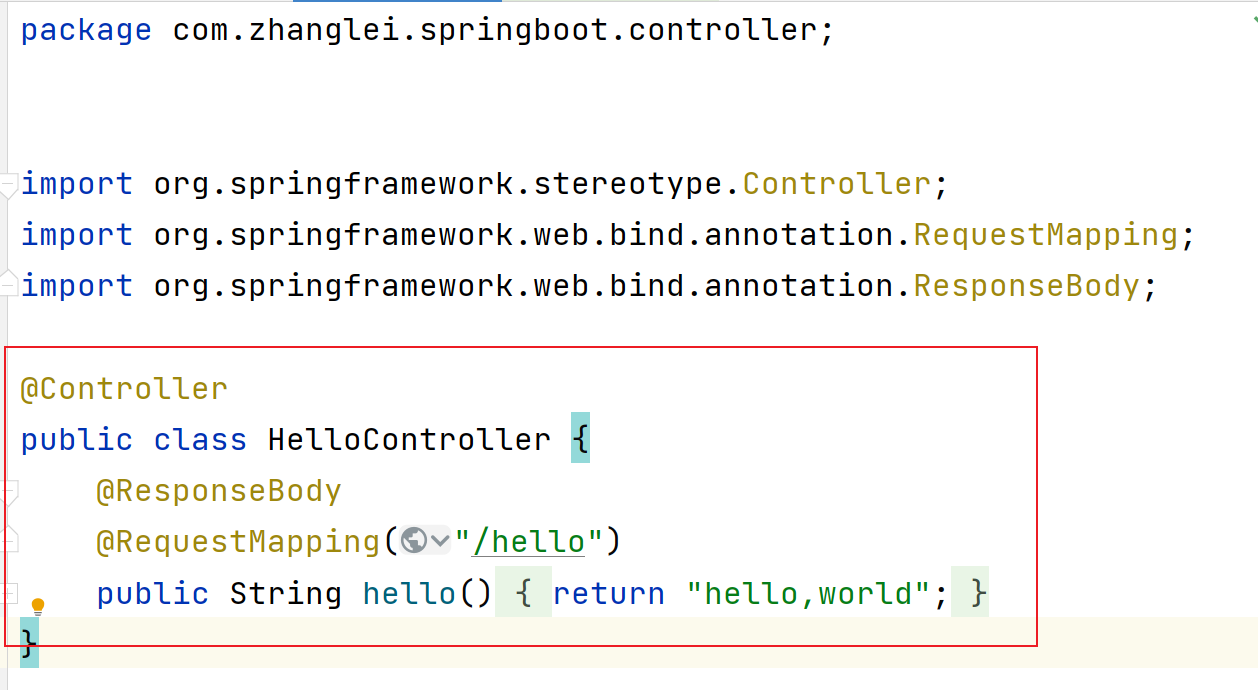 package com.zhanglei.springboot.controller;
import org.springframework.stereotype.Controller;
import org.springframework.web.bind.annotation.RequestMapping;
import org.springframework.web.bind.annotation.ResponseBody;
@Controller
public class HelloController {
@ResponseBody
@RequestMapping("/hello")
public String hello() { return "hello,world"; }
}